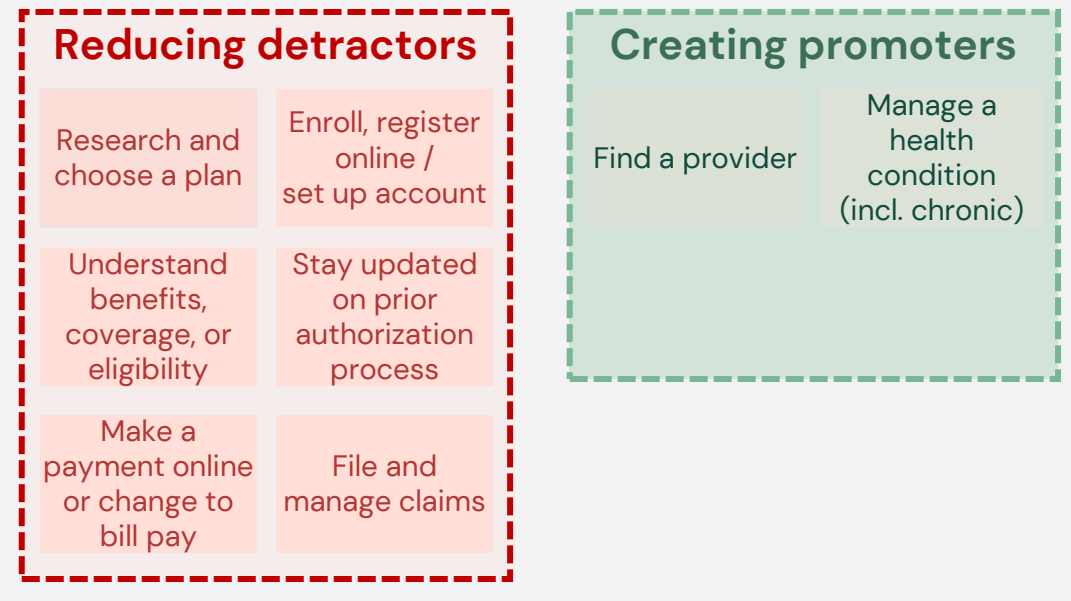 Reducing detractors
Research and
choose a plan
Enroll, register
online /
set up account
Understand
benefits,
coverage, or
eligibility
Stay updated
on prior
authorization
process
Make a
payment online
or change to
bill pay
File and
manage claims
Creating promoters
Find a provider
Manage a
health
condition
(incl. chronic)